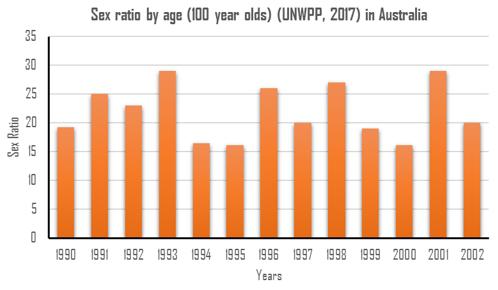 Sex ratio by age (100 year olds) (UNWPP, 2017) in Australia
35
30
25
20
15
10
5
0
Sex Ratio
1990 1991 1992 1993 1994 1995 1996 1997 1998 1999 2000 2001 2002
Years